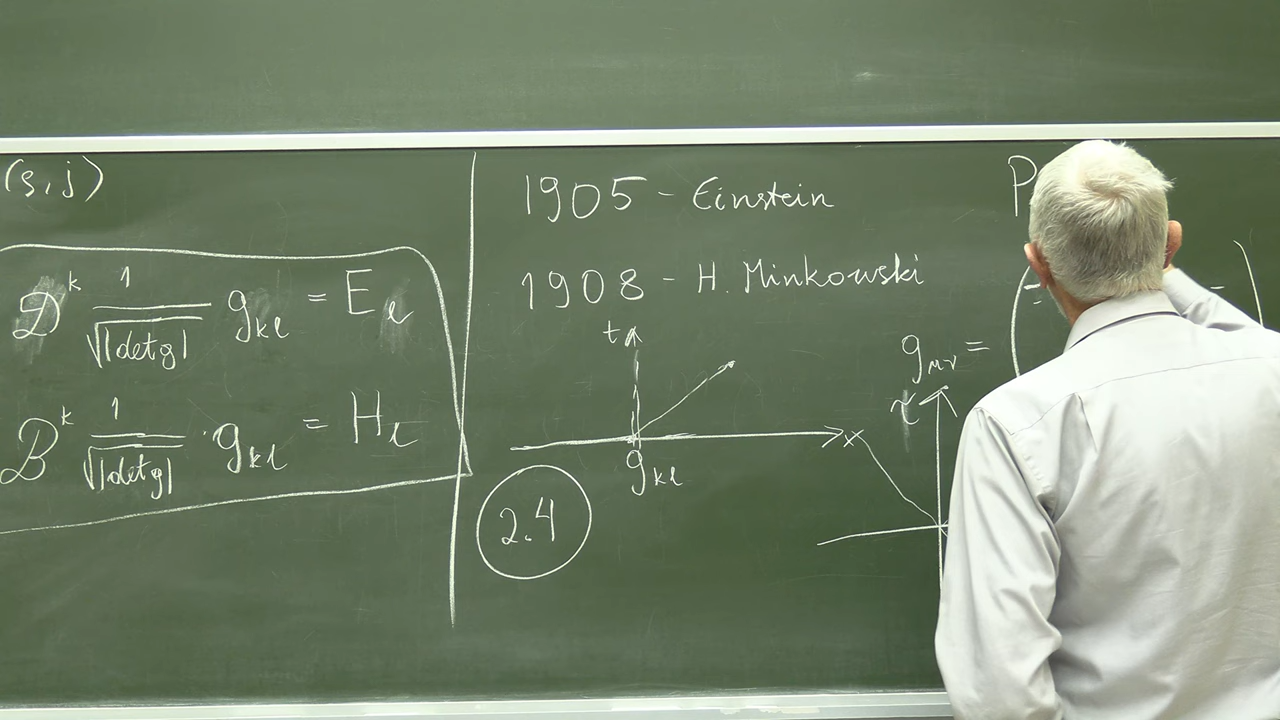 (s, j)
𝒟^k 1/√|det g| g_kl = E_l
B^k 1/√|det g| · g_kl = H_l
1905 - Einstein
1908 - H. Minkowski
t
x
g_kl
2.4
P
g_μν = (
τ